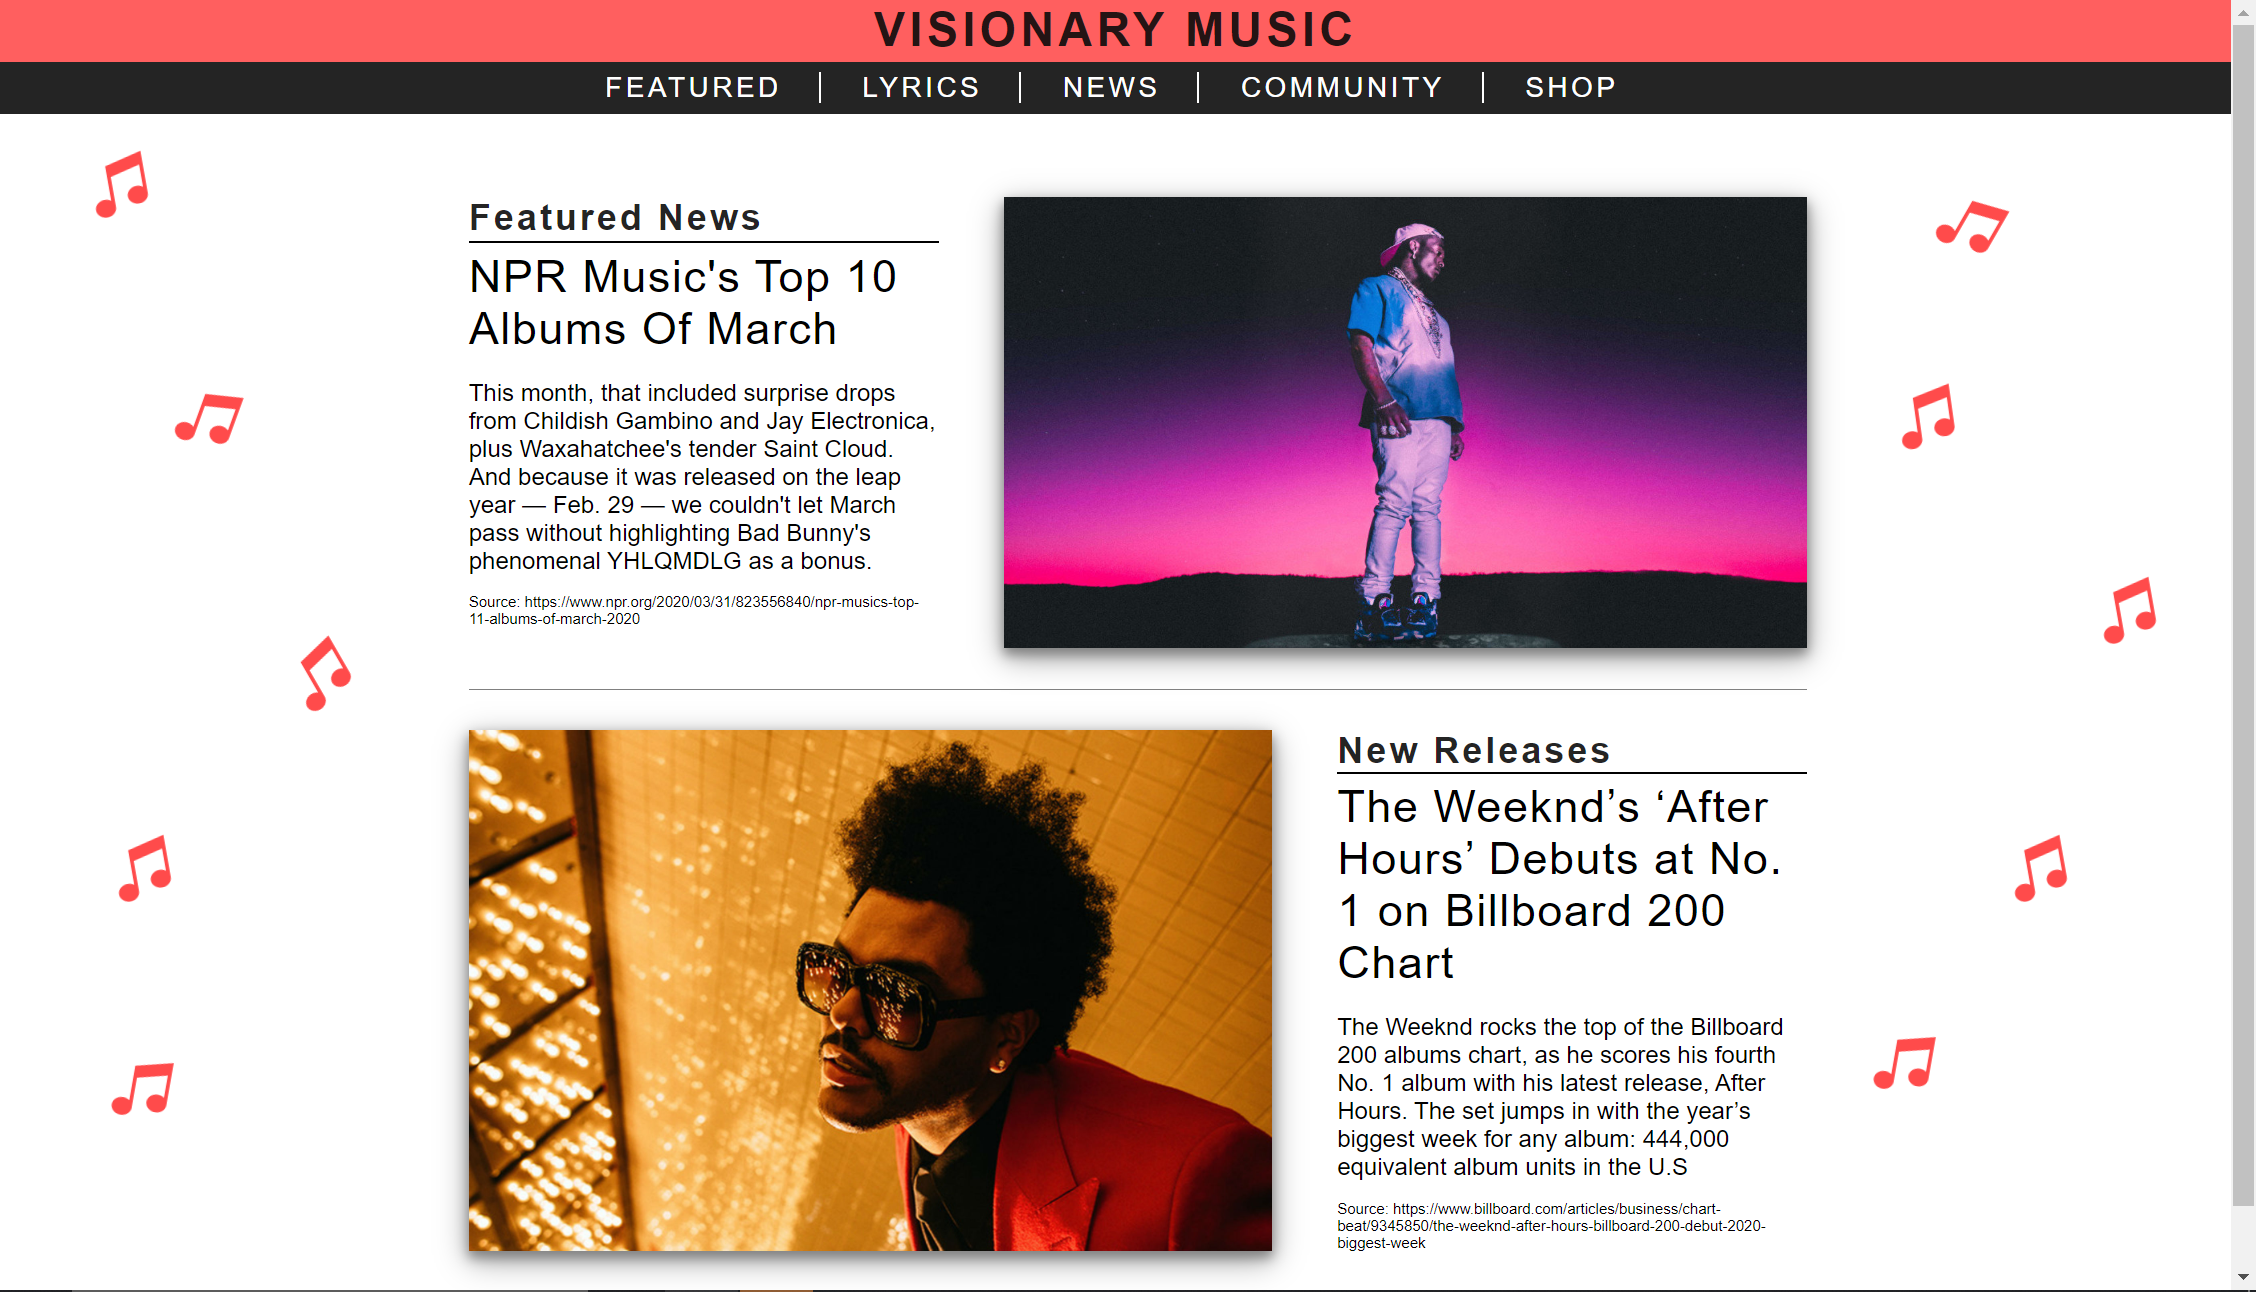 VISIONARY MUSIC
FEATURED
LYRICS
NEWS
COMMUNITY
SHOP
Featured News
NPR Music's Top 10
Albums Of March
This month, that included surprise drops
from Childish Gambino and Jay Electronica,
plus Waxahatchee's tender Saint Cloud.
And because it was released on the leap
year — Feb. 29 — we couldn't let March
pass without highlighting Bad Bunny's
phenomenal YHLQMDLG as a bonus.
Source: https://www.npr.org/2020/03/31/823556840/npr-musics-top-
11-albums-of-march-2020
New Releases
The Weeknd’s ‘After
Hours’ Debuts at No.
1 on Billboard 200
Chart
The Weeknd rocks the top of the Billboard
200 albums chart, as he scores his fourth
No. 1 album with his latest release, After
Hours. The set jumps in with the year’s
biggest week for any album: 444,000
equivalent album units in the U.S
Source: https://www.billboard.com/articles/business/chart-
beat/9345850/the-weeknd-after-hours-billboard-200-debut-2020-
biggest-week